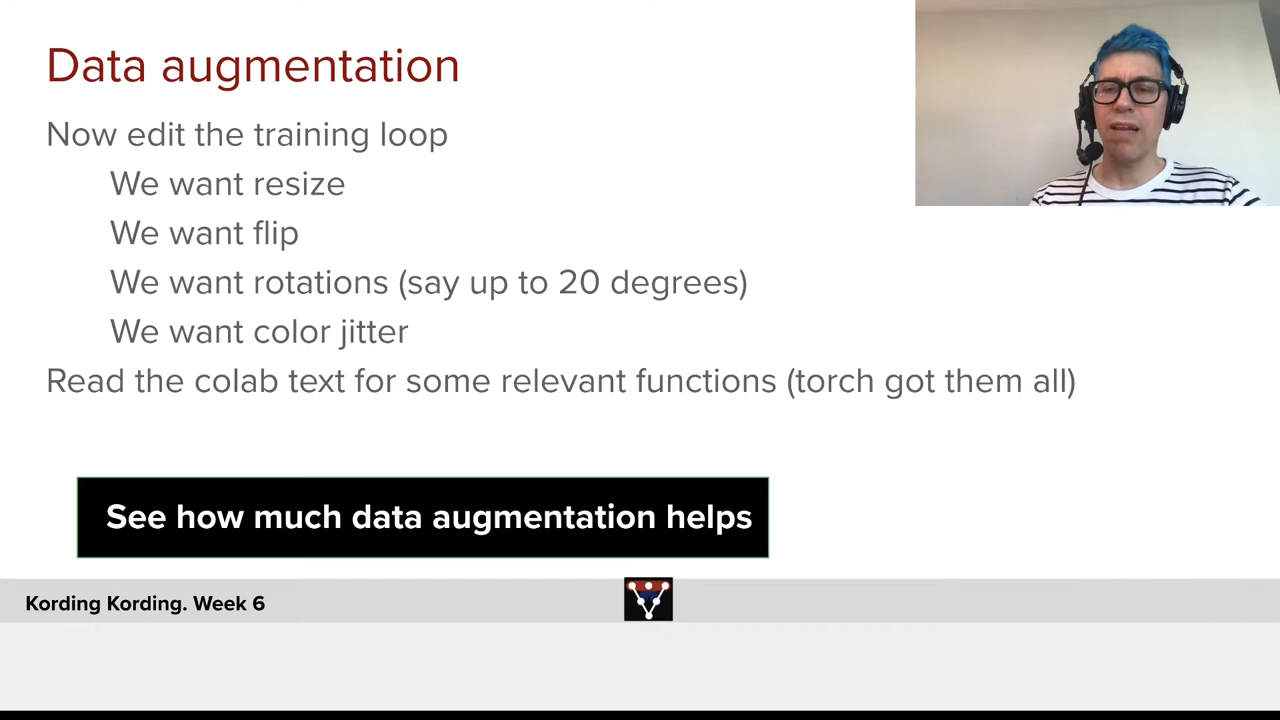 Data augmentation
Now edit the training loop
We want resize
We want flip
We want rotations (say up to 20 degrees)
We want color jitter
Read the colab text for some relevant functions (torch got them all)
See how much data augmentation helps
Kording Kording. Week 6